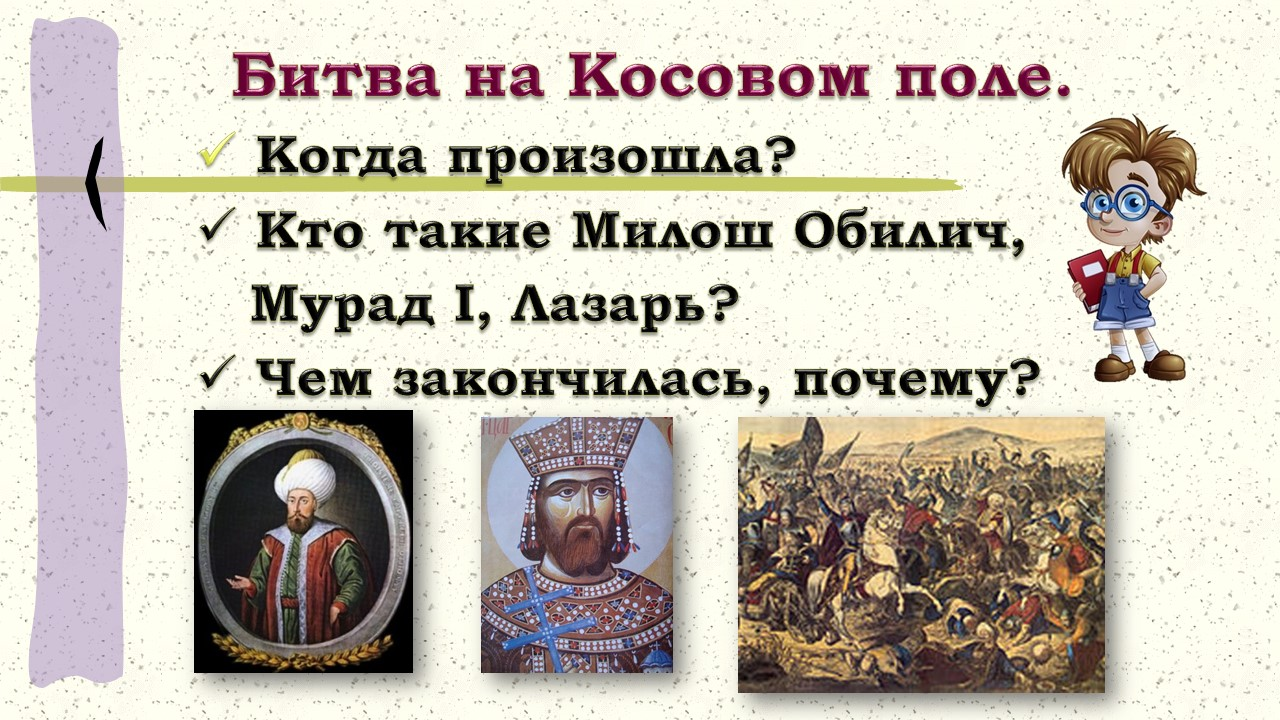 Битва на Косовом поле.
Когда произошла?
Кто такие Милош Обилич,
Мурад I, Лазарь?
Чем закончилась, почему?